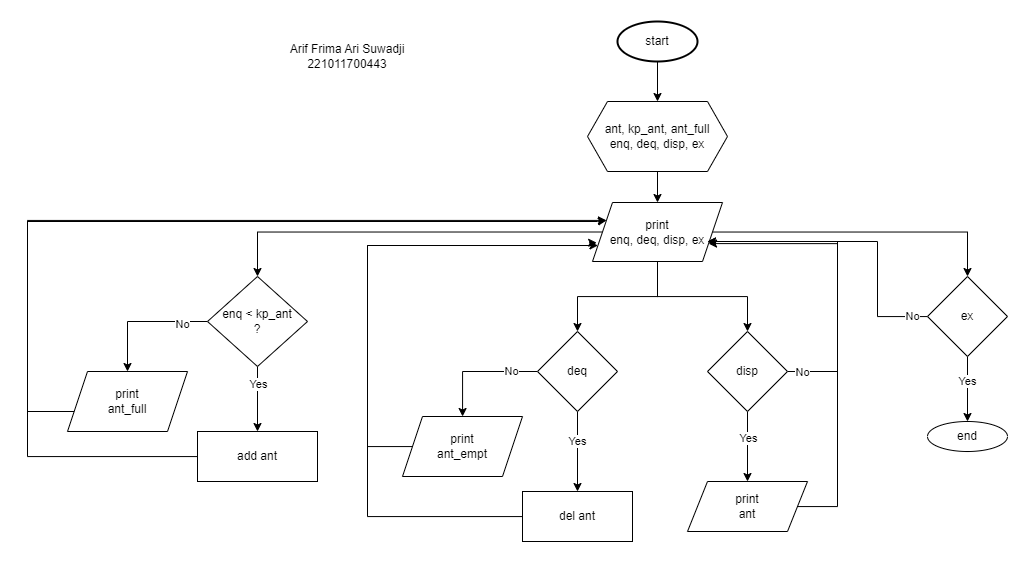 Arif Frima Ari Suwadji
221011700443
start
ant, kp_ant, ant_full
enq, deq, disp, ex
print
enq, deq, disp, ex
enq < kp_ant
?
No
Yes
print
ant_full
add ant
deq
No
Yes
print
ant_empt
del ant
disp
No
Yes
print
ant
ex
No
Yes
end